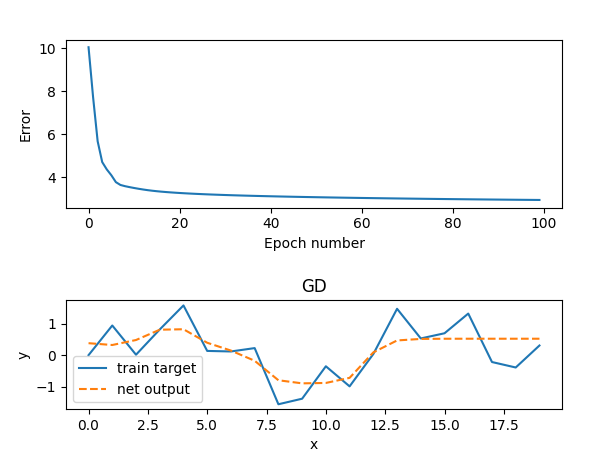 10
8
6
4
Error
0 20 40 60 80 100
Epoch number
GD
1
0
−1
y
train target
net output
0.0 2.5 5.0 7.5 10.0 12.5 15.0 17.5
x